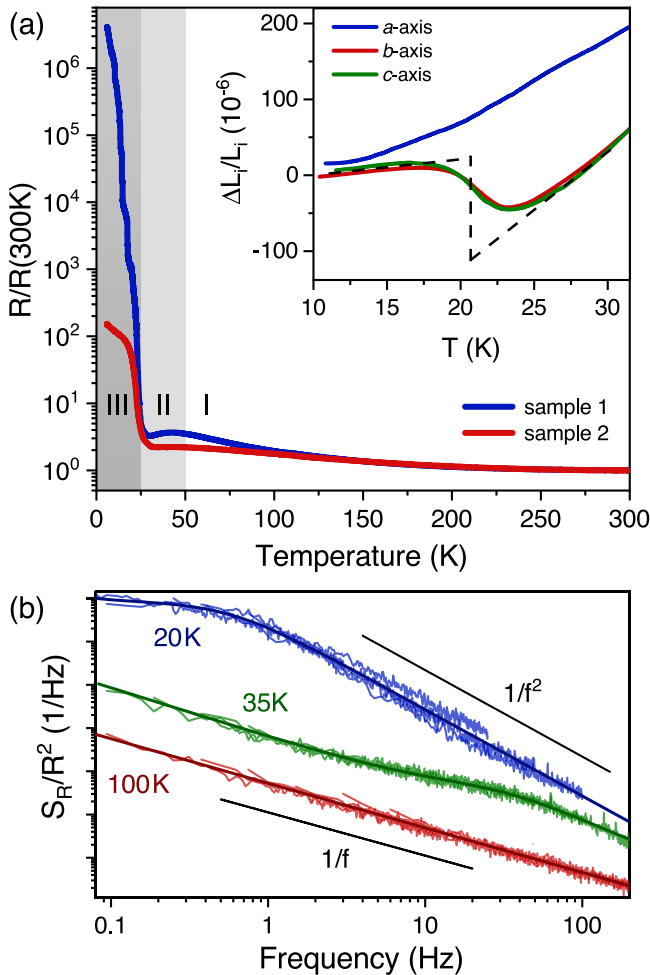 (a)
R/R(300K)
10^6
10^5
10^4
10^3
10^2
10^1
10^0
III II I
sample 1
sample 2
0 50 100 150 200 250 300
Temperature (K)
ΔL_i/L_i (10^-6)
200
100
0
-100
a-axis
b-axis
c-axis
10 15 20 25 30
T (K)
(b)
S_R/R^2 (1/Hz)
20K
35K
100K
1/f^2
1/f
0.1 1 10 100
Frequency (Hz)